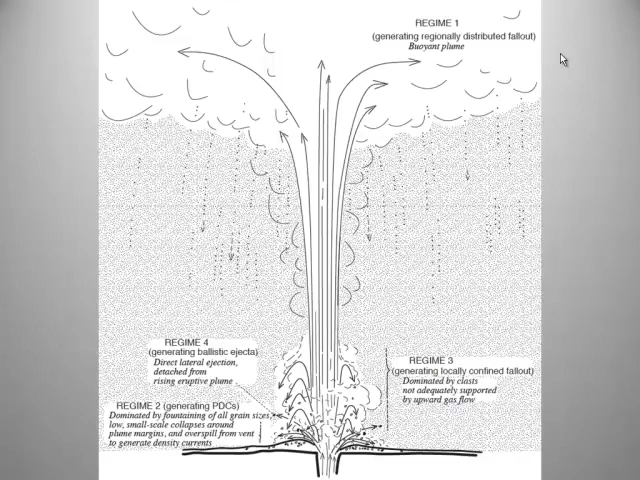 REGIME 1
(generating regionally distributed fallout)
Buoyant plume
REGIME 4
(generating ballistic ejecta)
Direct lateral ejection,
detached from
rising eruptive plume
REGIME 3
(generating locally confined fallout)
Dominated by clasts
not adequately supported
by upward gas flow
REGIME 2 (generating PDCs)
Dominated by fountaining of all grain sizes,
low, small-scale collapses around
plume margins, and overspill from vent
to generate density currents